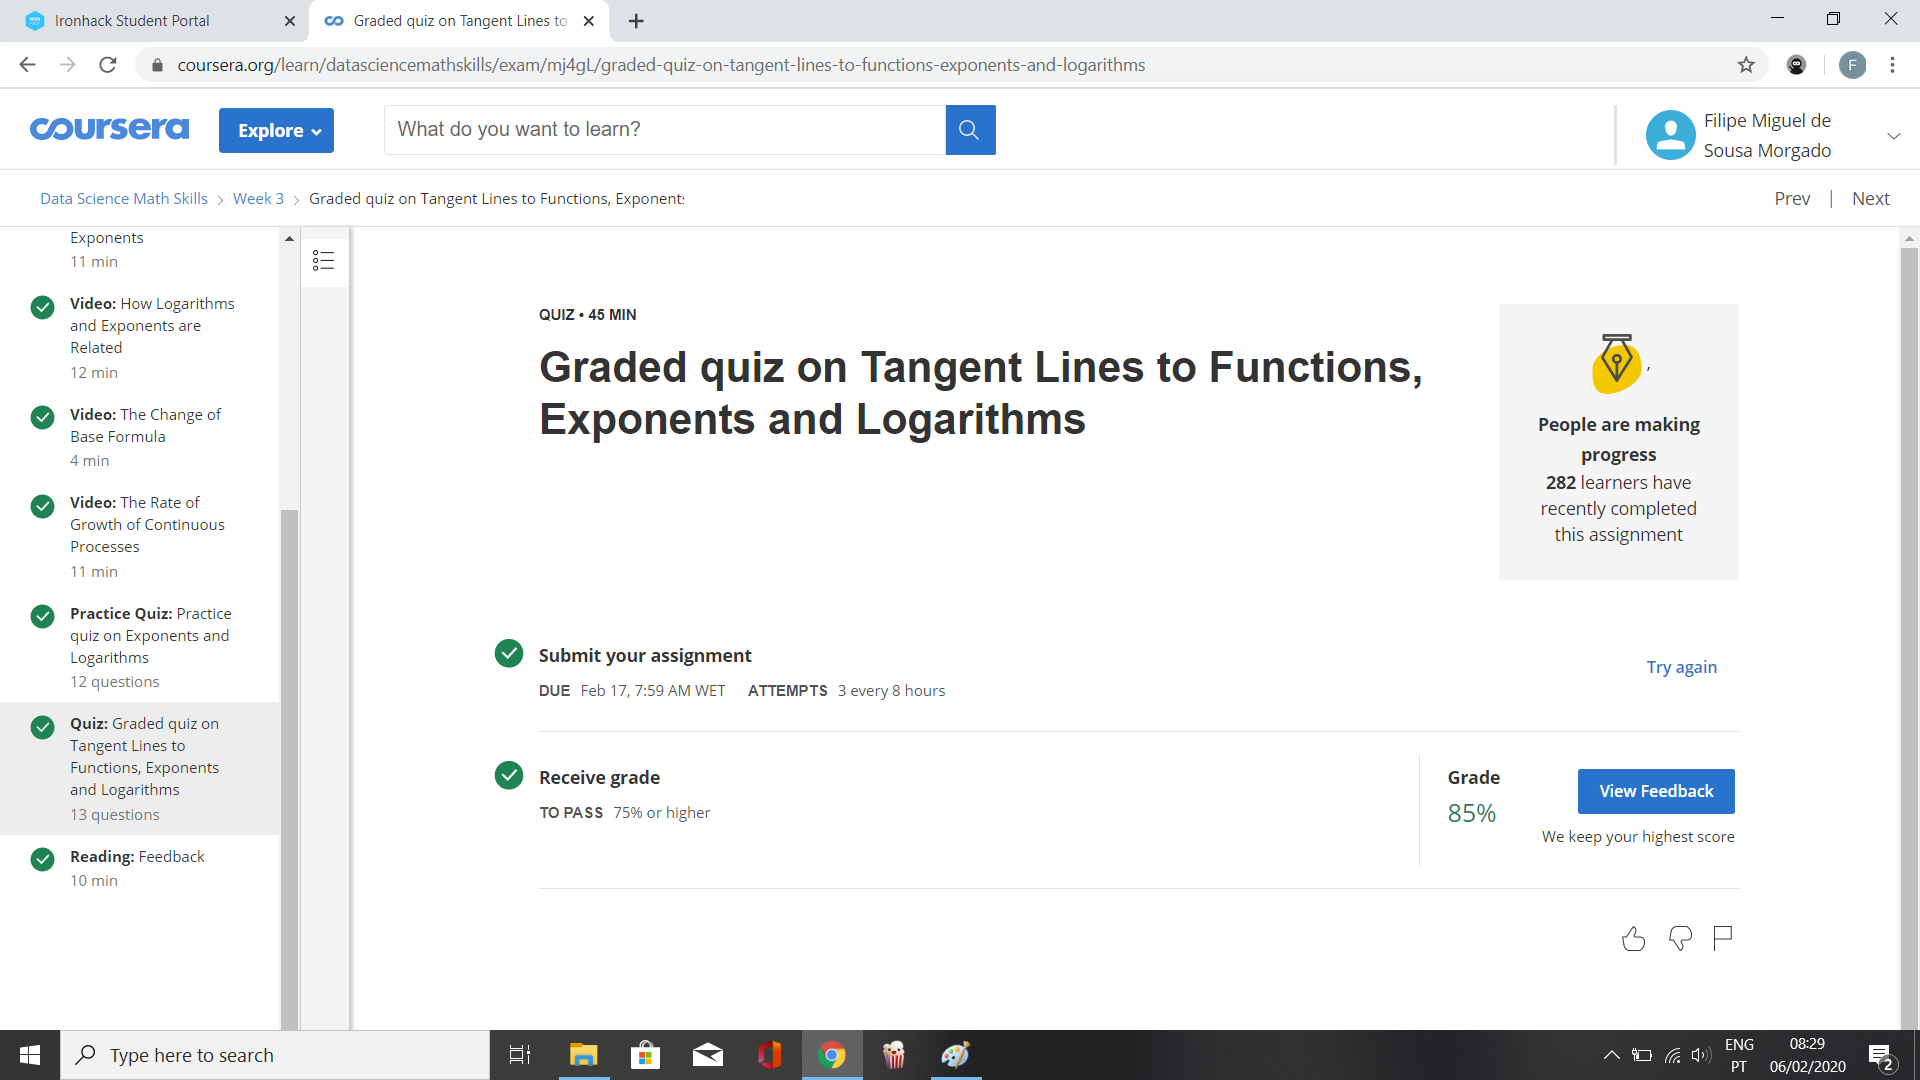 Ironhack Student Portal
Graded quiz on Tangent Lines to
coursera.org/learn/datasciencemathskills/exam/mj4gL/graded-quiz-on-tangent-lines-to-functions-exponents-and-logarithms
F
coursera
Explore
What do you want to learn?
Filipe Miguel de
Sousa Morgado
Data Science Math Skills > Week 3 > Graded quiz on Tangent Lines to Functions, Exponents
Prev | Next
Exponents
11 min
Video: How Logarithms
and Exponents are
Related
12 min
Video: The Change of
Base Formula
4 min
Video: The Rate of
Growth of Continuous
Processes
11 min
Practice Quiz: Practice
quiz on Exponents and
Logarithms
12 questions
Quiz: Graded quiz on
Tangent Lines to
Functions, Exponents
and Logarithms
13 questions
Reading: Feedback
10 min
QUIZ • 45 MIN
Graded quiz on Tangent Lines to Functions,
Exponents and Logarithms
People are making
progress
282 learners have
recently completed
this assignment
Submit your assignment
DUE Feb 17, 7:59 AM WET ATTEMPTS 3 every 8 hours
Try again
Receive grade
TO PASS 75% or higher
Grade
85%
View Feedback
We keep your highest score
Type here to search
ENG
PT
08:29
06/02/2020
2